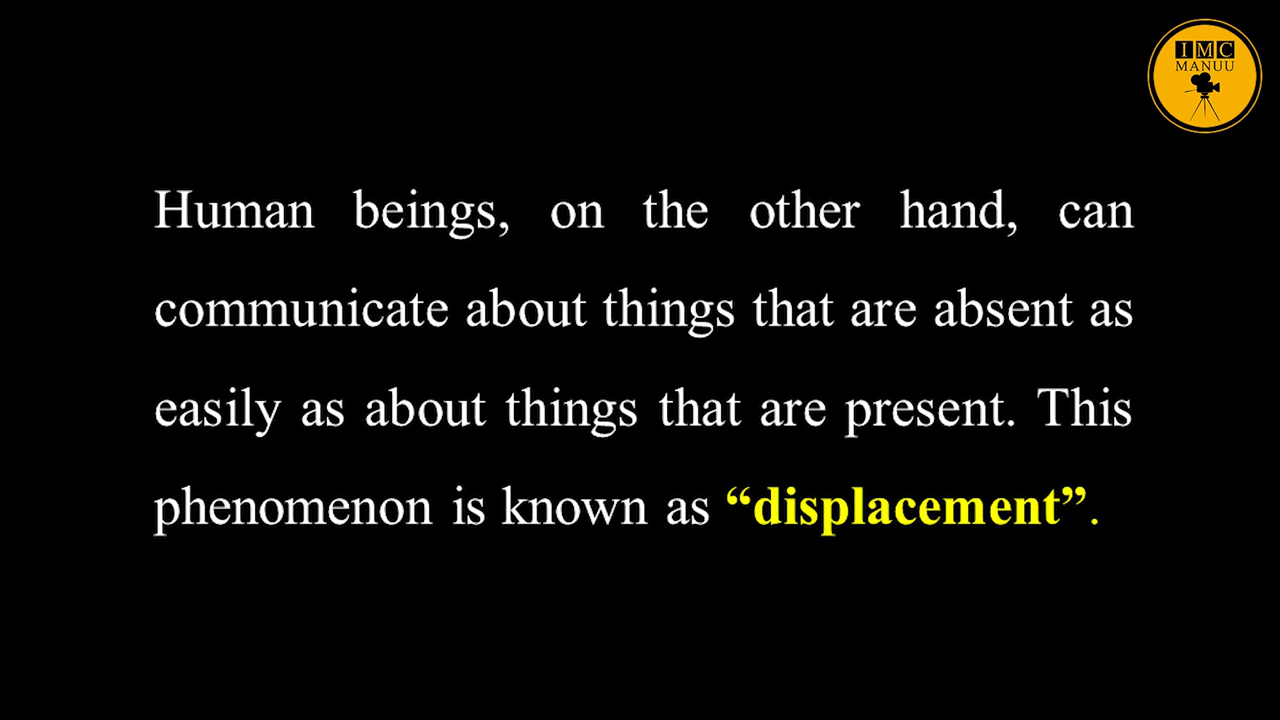 IMC
MANUU
Human beings, on the other hand, can
communicate about things that are absent as
easily as about things that are present. This
phenomenon is known as “displacement”.